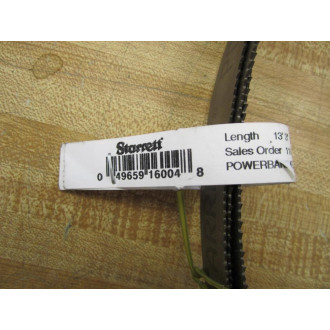 Starrett
0 49659 16004 8
Length 13'2
Sales Order
POWERBAN